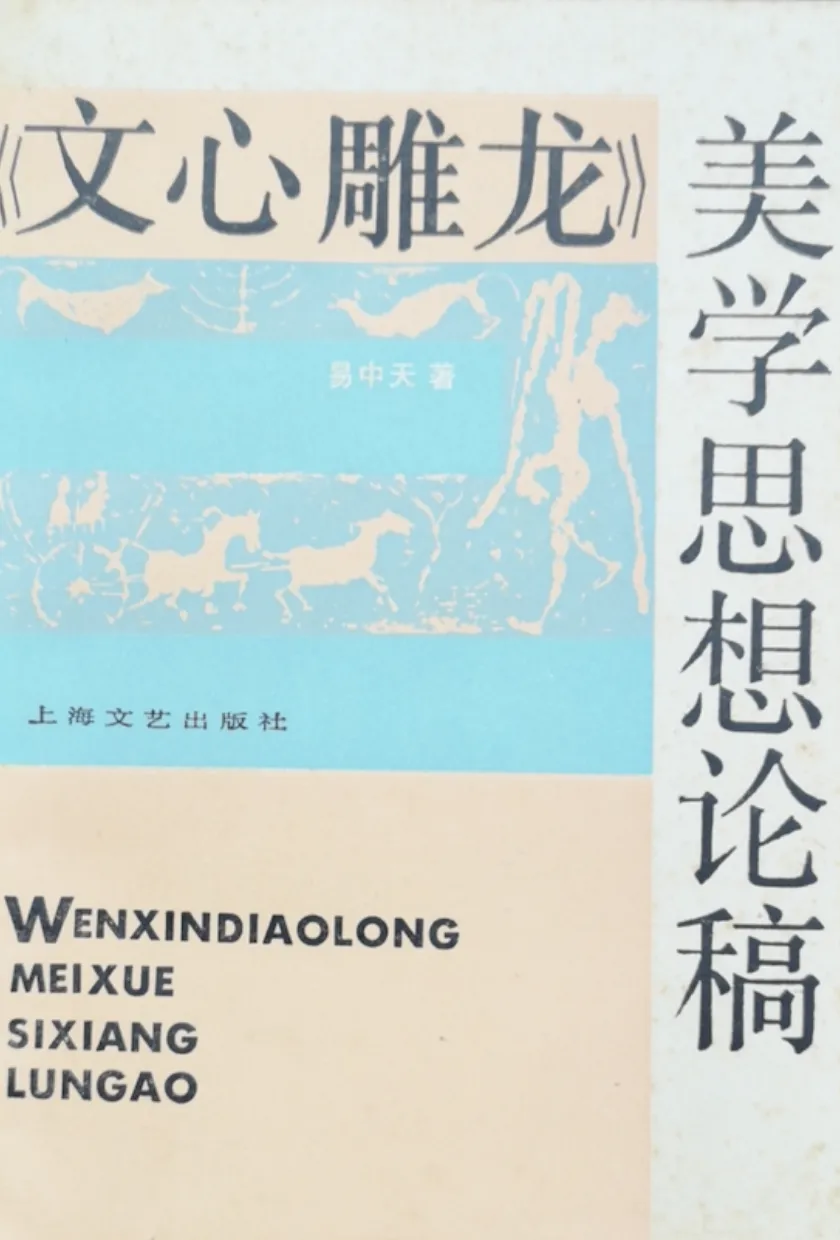 《文心雕龙》
美学思想论稿
易中天 著
上海文艺出版社
WENXINDIAOLONG
MEIXUE
SIXIANG
LUNGAO